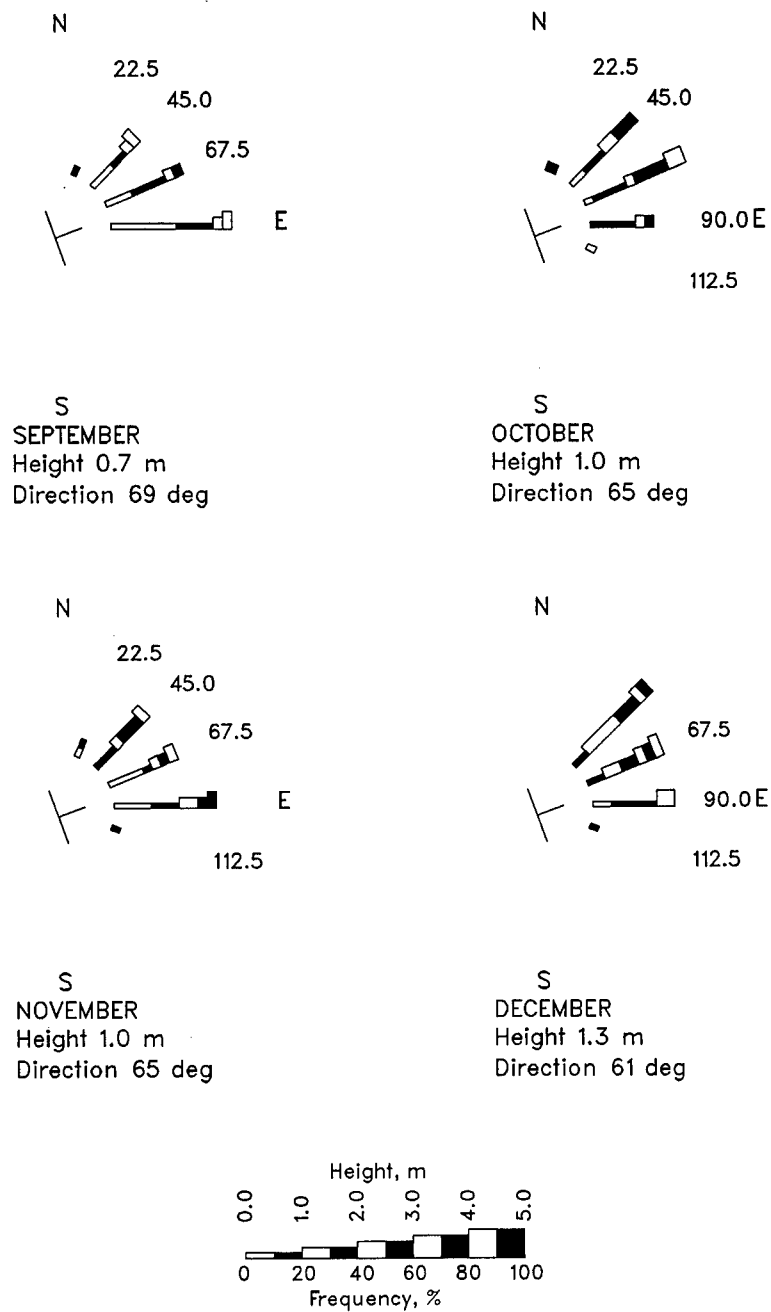 N
22.5
45.0
67.5
E
S
SEPTEMBER
Height 0.7 m
Direction 69 deg
N
22.5
45.0
90.0E
112.5
S
OCTOBER
Height 1.0 m
Direction 65 deg
N
22.5
45.0
67.5
E
112.5
S
NOVEMBER
Height 1.0 m
Direction 65 deg
N
67.5
90.0E
112.5
S
DECEMBER
Height 1.3 m
Direction 61 deg
Height, m
0.0 1.0 2.0 3.0 4.0 5.0
0 20 40 60 80 100
Frequency, %